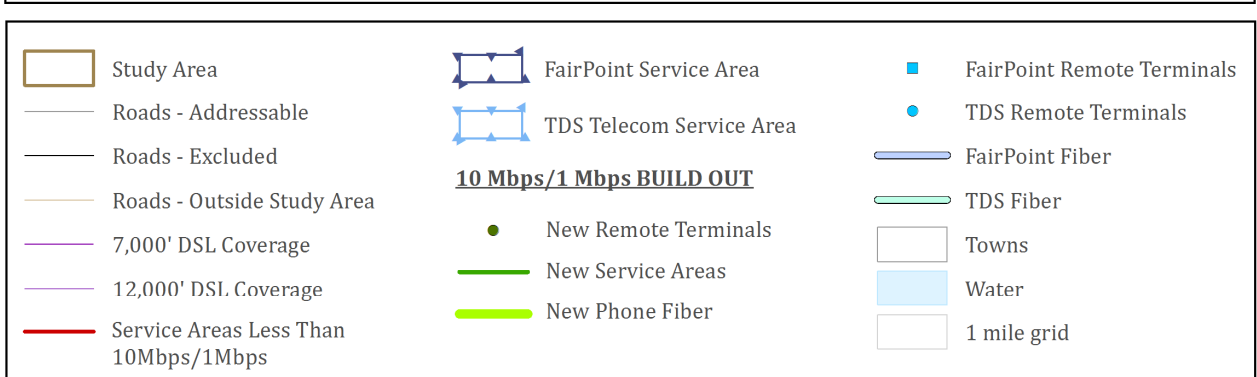 Study Area
Roads - Addressable
Roads - Excluded
Roads - Outside Study Area
7,000' DSL Coverage
12,000' DSL Coverage
Service Areas Less Than
10Mbps/1Mbps
FairPoint Service Area
TDS Telecom Service Area
10 Mbps/1 Mbps BUILD OUT
New Remote Terminals
New Service Areas
New Phone Fiber
FairPoint Remote Terminals
TDS Remote Terminals
FairPoint Fiber
TDS Fiber
Towns
Water
1 mile grid